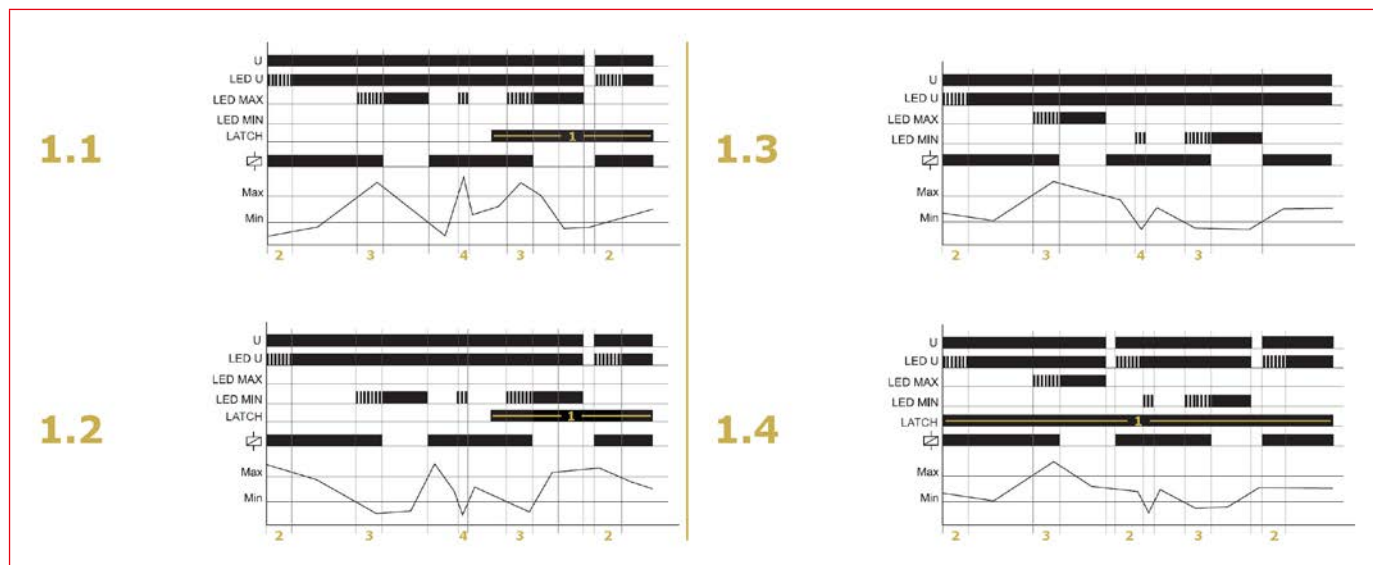 1.1
U
LED U
LED MAX
LED MIN
LATCH
1
Max
Min
2 3 4 3 2
1.2
U
LED U
LED MAX
LED MIN
LATCH
1
Max
Min
2 3 4 3 2
1.3
U
LED U
LED MAX
LED MIN
Max
Min
2 3 4 3
1.4
U
LED U
LED MAX
LED MIN
LATCH
1
Max
Min
2 3 2 3 2